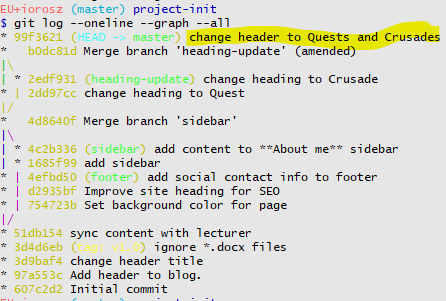 EU+iorosz (master) project-init
$ git log --oneline --graph --all
* 99f3621 (HEAD -> master) change header to Quests and Crusades
*   b0dc81d Merge branch 'heading-update' (amended)
|\
| * 2edf931 (heading-update) change heading to Crusade
* | 2dd97cc change heading to Quest
|/
*   4d8640f Merge branch 'sidebar'
|\
| * 4c2b336 (sidebar) add content to **About me** sidebar
| * 1685f99 add sidebar
* | 4efbd50 (footer) add social contact info to footer
* | d2935bf Improve site heading for SEO
* | 754723b Set background color for page
|/
* 51db154 sync content with lecturer
* 3d4d6eb ignore *.docx files
* 3d9baf4 change header title
* 97a553c Add header to blog.
* 607c2d2 Initial commit